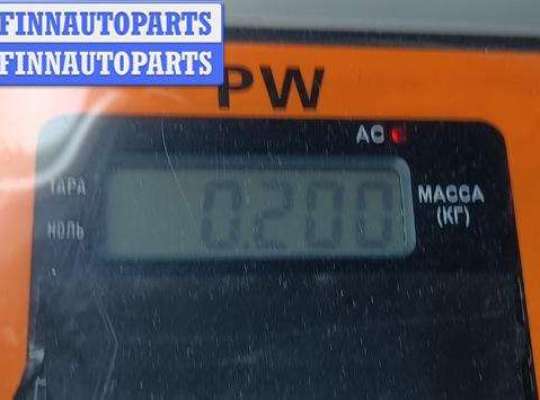 FINNAUTOPARTS
FINNAUTOPARTS
PW
AC
ТАРА
НОЛЬ
0.200
МАССА
(КГ)